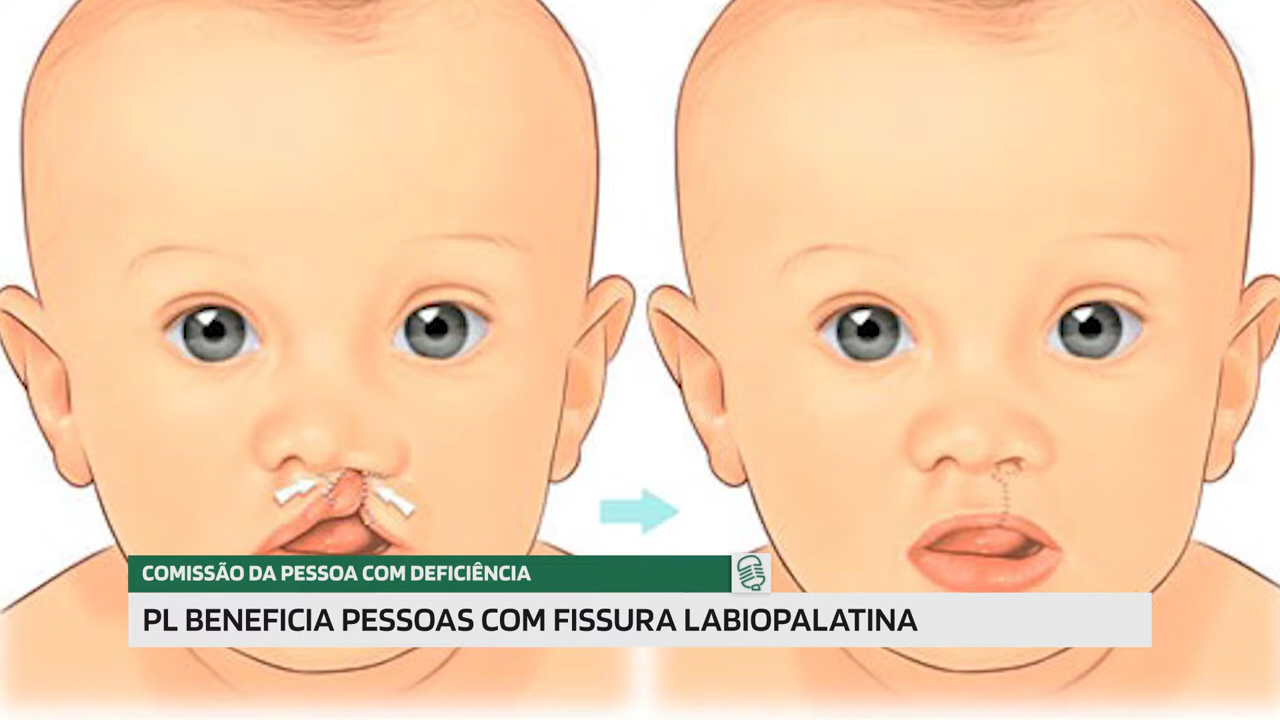 COMISSÃO DA PESSOA COM DEFICIÊNCIA
PL BENEFICIA PESSOAS COM FISSURA LABIOPALATINA